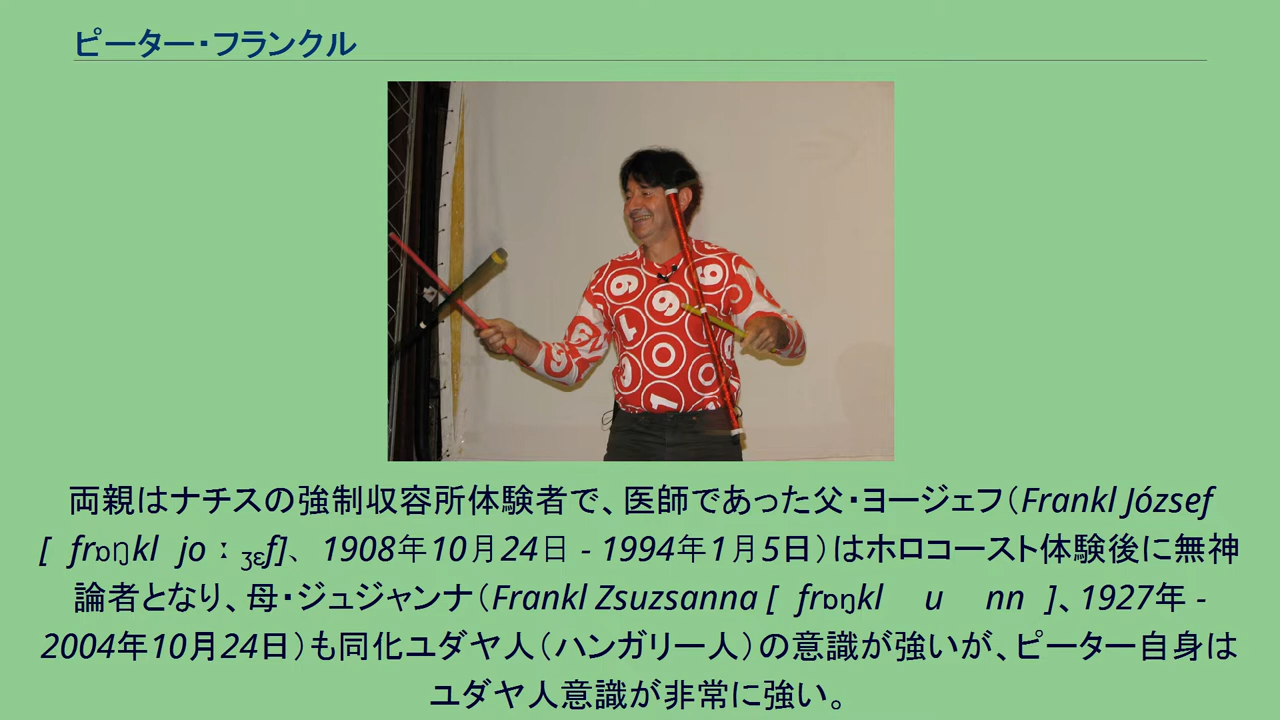 ピーター・フランクル
両親はナチスの強制収容所体験者で、医師であった父・ヨージェフ(Frankl József
[ frɒŋkl jo ː ʒɛf]、 1908年10月24日 - 1994年1月5日)はホロコースト体験後に無神
論者となり、母・ジュジャンナ(Frankl Zsuzsanna [ frɒŋkl u nn ]、1927年 -
2004年10月24日)も同化ユダヤ人(ハンガリー人)の意識が強いが、ピーター自身は
ユダヤ人意識が非常に強い。